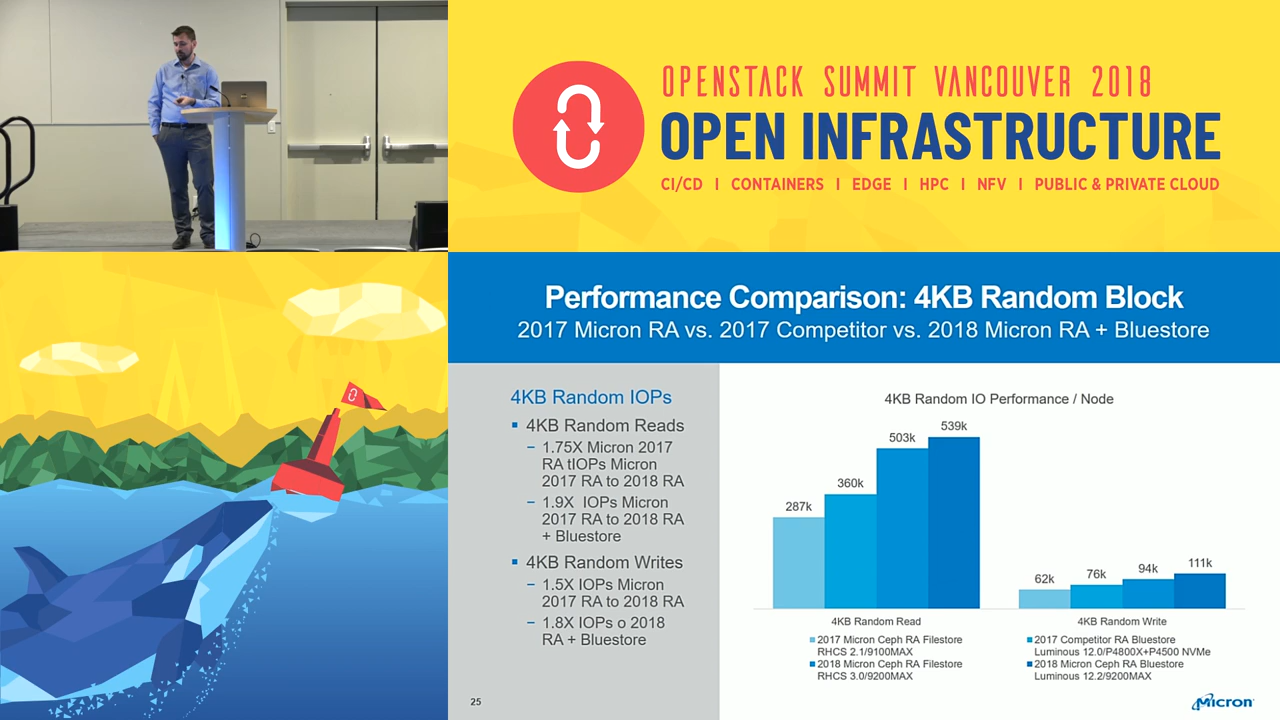 OPENSTACK SUMMIT VANCOUVER 2018
OPEN INFRASTRUCTURE
CI/CD I CONTAINERS I EDGE I HPC I NFV I PUBLIC & PRIVATE CLOUD
Performance Comparison: 4KB Random Block
2017 Micron RA vs. 2017 Competitor vs. 2018 Micron RA + Bluestore
4KB Random IOPs
▪ 4KB Random Reads
– 1.75X Micron 2017
RA tIOPs Micron
2017 RA to 2018 RA
– 1.9X IOPs Micron
2017 RA to 2018 RA
+ Bluestore
▪ 4KB Random Writes
– 1.5X IOPs Micron
2017 RA to 2018 RA
– 1.8X IOPs o 2018
RA + Bluestore
25
4KB Random IO Performance / Node
287k
360k
503k
539k
62k
76k
94k
111k
4KB Random Read
4KB Random Write
2017 Micron Ceph RA Filestore
RHCS 2.1/9100MAX
2017 Competitor RA Bluestore
Luminous 12.0/P4800X+P4500 NVMe
2018 Micron Ceph RA Filestore
RHCS 3.0/9200MAX
2018 Micron Ceph RA Bluestore
Luminous 12.2/9200MAX
Micron